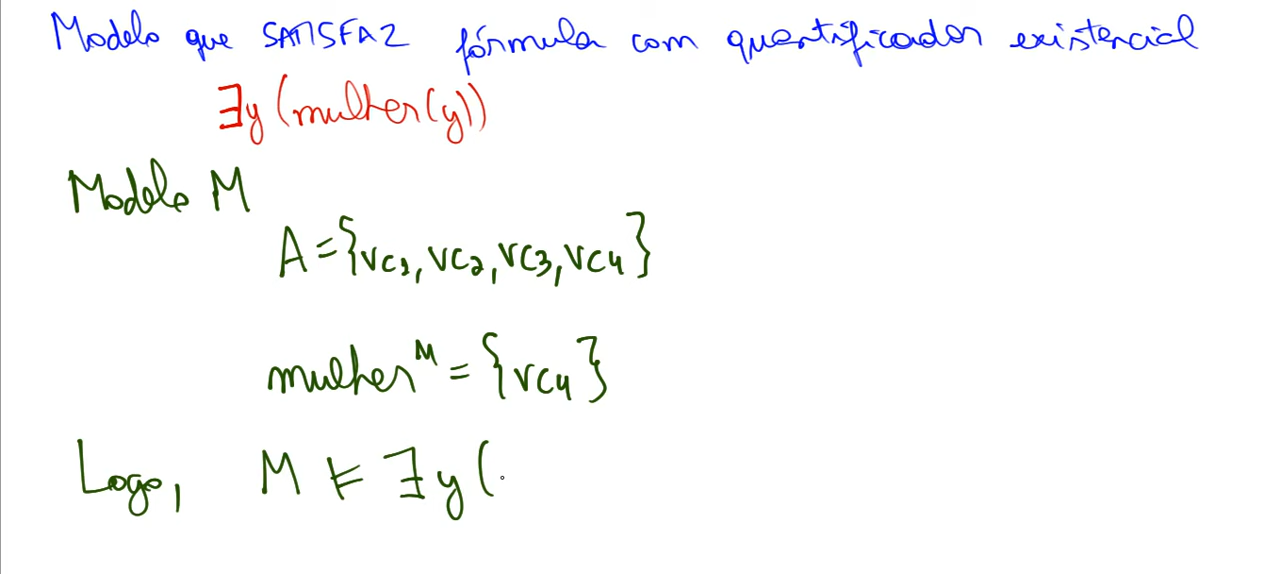 Modelo que SATISFAZ fórmula com quantificador existencial
∃y(mulher(y))
Modelo M
A={vc1, vc2, vc3, vc4}
mulher^M = {vc4}
Logo, M ⊨ ∃y(